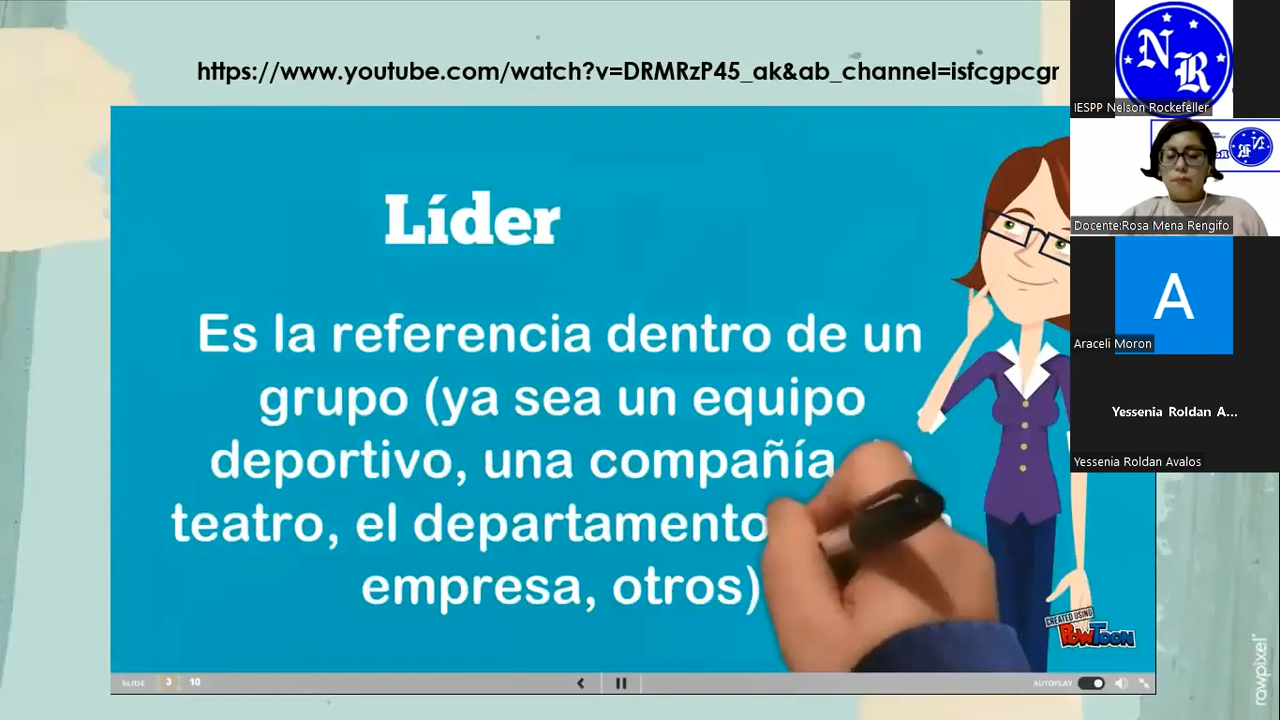 https://www.youtube.com/watch?v=DRMRzP45_ak&ab_channel=isfcgpcgr
Líder
Es la referencia dentro de un
grupo (ya sea un equipo
deportivo, una compañía
teatro, el departamento
empresa, otros)
CREATED USING
POWTOON
SLIDE 3 10
AUTOPLAY
rawpixel
NR
IESPP Nelson Rockefeller
NR
Docente:Rosa Mena Rengifo
A
Araceli Moron
Yessenia Roldan A...
Yessenia Roldan Avalos